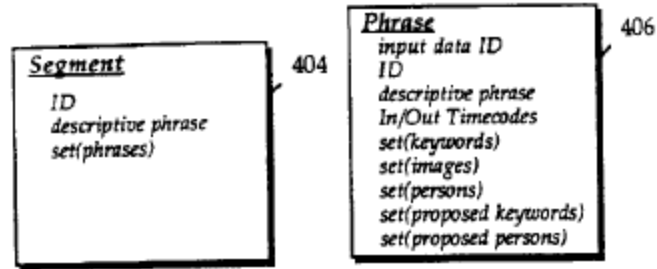 Segment
ID
descriptive phrase
set(phrases)
404
Phrase
input data ID
ID
descriptive phrase
In/Out Timecodes
set(keywords)
set(images)
set(persons)
set(proposed keywords)
set(proposed persons)
406